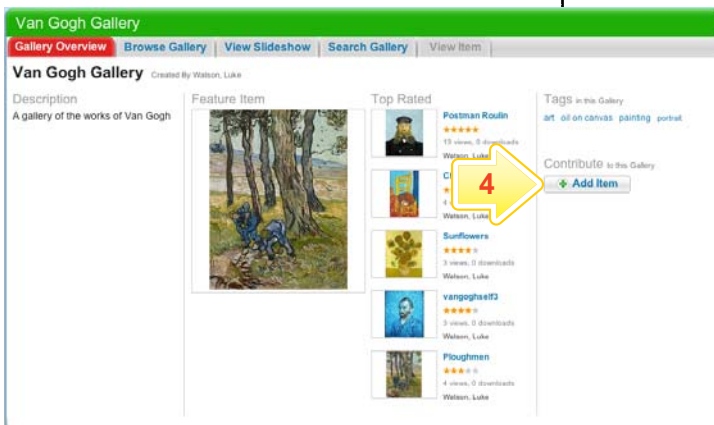 Van Gogh Gallery
Gallery Overview Browse Gallery View Slideshow Search Gallery View Item
Van Gogh Gallery Created By Watson, Luke
Description
A gallery of the works of Van Gogh
Feature Item
Top Rated
Postman Roulin
13 views, 0 downloads
Watson, Luke
4
Watson, Luke
Sunflowers
3 views, 0 downloads
Watson, Luke
vangoghself3
3 views, 0 downloads
Watson, Luke
Ploughmen
4 views, 0 downloads
Watson, Luke
Tags in this Gallery
art oil on canvas painting portrait
Contribute to this Gallery
Add Item
4